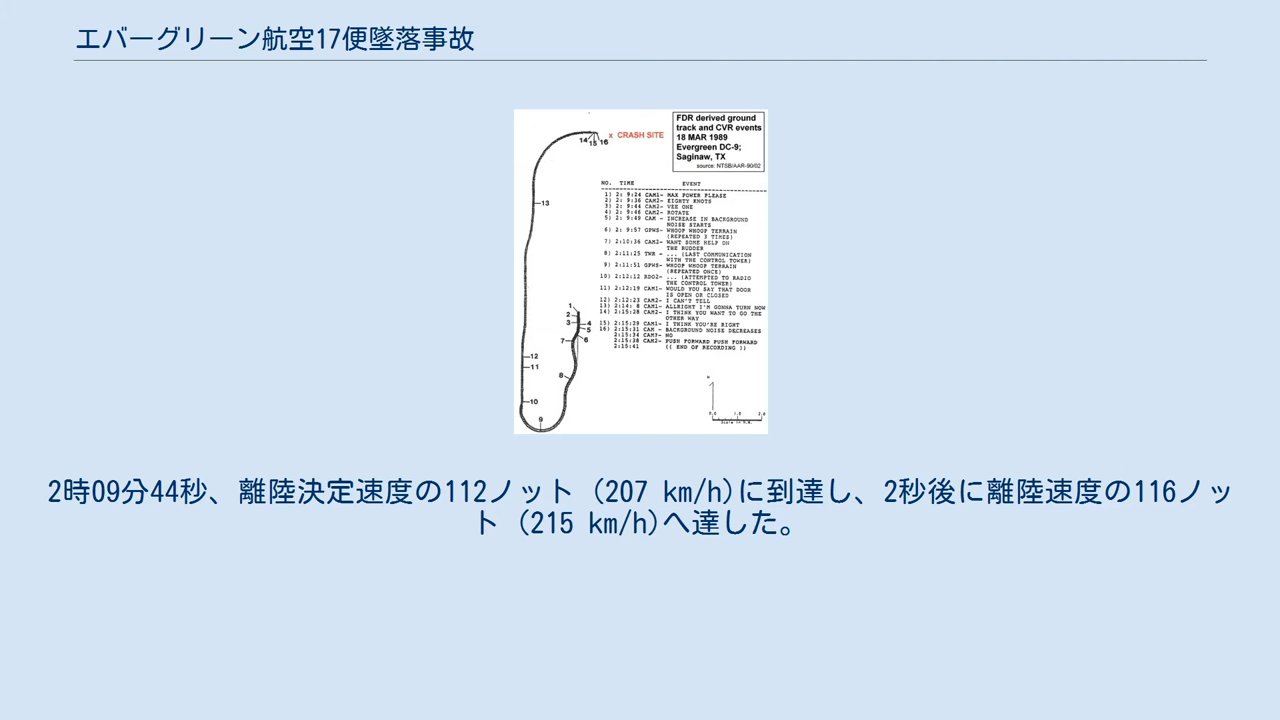 エバーグリーン航空17便墜落事故
FDR derived ground
track and CVR events
18 MAR 1989
Evergreen DC-9;
Saginaw, TX
source: NTSB/AAR-90/02
x CRASH SITE
14 15 16
13
NO. TIME EVENT
1) 2: 9:24 CAM1- MAX POWER PLEASE
2) 2: 9:36 CAM2- EIGHTY KNOTS
3) 2: 9:44 CAM2- VEE ONE
4) 2: 9:46 CAM2- ROTATE
5) 2: 9:49 CAM - INCREASE IN BACKGROUND
NOISE STARTS
6) 2: 9:57 GPWS- WHOOP WHOOP TERRAIN
(REPEATED 3 TIMES)
7) 2:10:36 CAM2- WANT SOME HELP ON
THE RUDDER
8) 2:11:25 TWR - ... (LAST COMMUNICATION
WITH THE CONTROL TOWER)
9) 2:11:51 GPWS- WHOOP WHOOP TERRAIN
(REPEATED ONCE)
10) 2:12:12 RDO2- ... (ATTEMPTED TO RADIO
THE CONTROL TOWER)
11) 2:12:19 CAM1- WOULD YOU SAY THAT DOOR
IS OPEN OR CLOSED
12) 2:12:23 CAM2- I CAN'T TELL
13) 2:14: 8 CAM1- ALLRIGHT I'M GONNA TURN NOW
14) 2:15:28 CAM2- I THINK YOU WANT TO GO THE
OTHER WAY
15) 2:15:29 CAM1- I THINK YOU'RE RIGHT
16) 2:15:31 CAM - BACKGROUND NOISE DECREASES
2:15:34 CAM?- NO
2:15:38 CAM2- PUSH FORWARD PUSH FORWARD
2:15:41 (( END OF RECORDING ))
1
2
3 4
5
7 6
12
11
8
10
9
N
0.0 1.0 2.0
Scale in N.M.
2時09分44秒、離陸決定速度の112ノット (207 km/h)に到達し、2秒後に離陸速度の116ノッ
ト (215 km/h)へ達した。